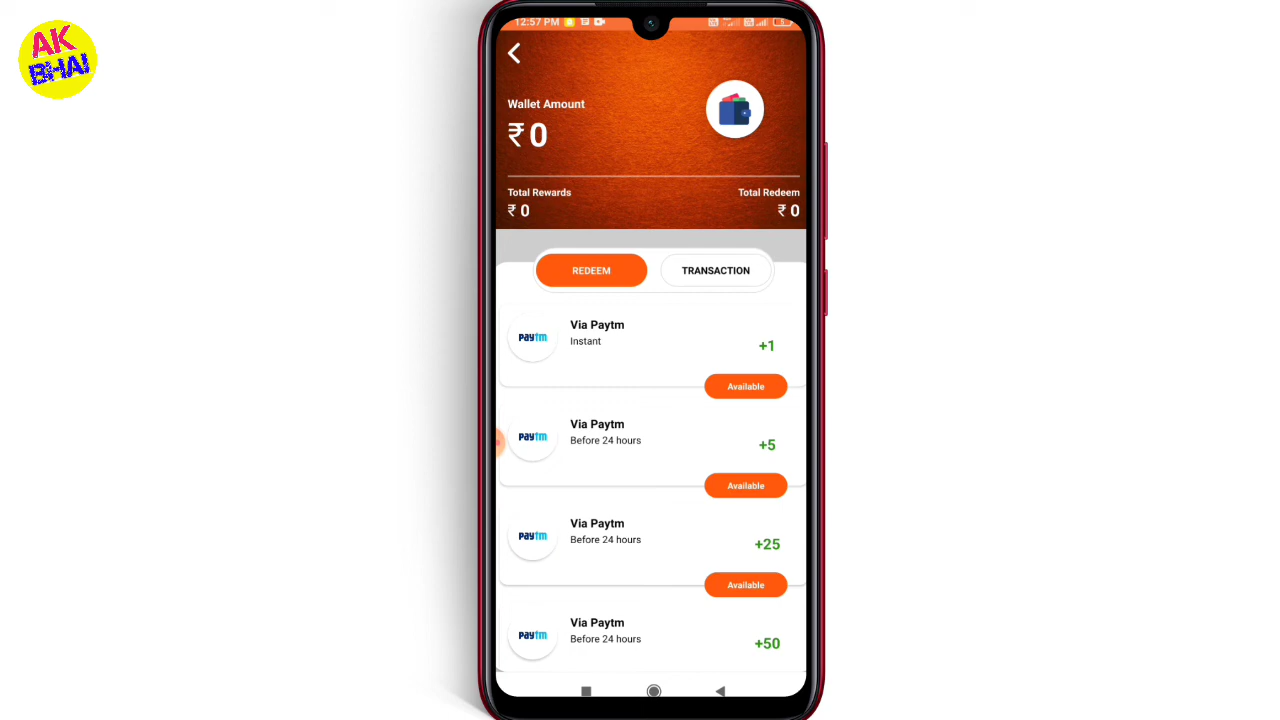 AK
BHAI
12:57 PM
Wallet Amount
₹ 0
Total Rewards
Total Redeem
₹ 0
₹ 0
REDEEM
TRANSACTION
Paytm
Via Paytm
Instant
+1
Available
Paytm
Via Paytm
Before 24 hours
+5
Available
Paytm
Via Paytm
Before 24 hours
+25
Available
Paytm
Via Paytm
Before 24 hours
+50